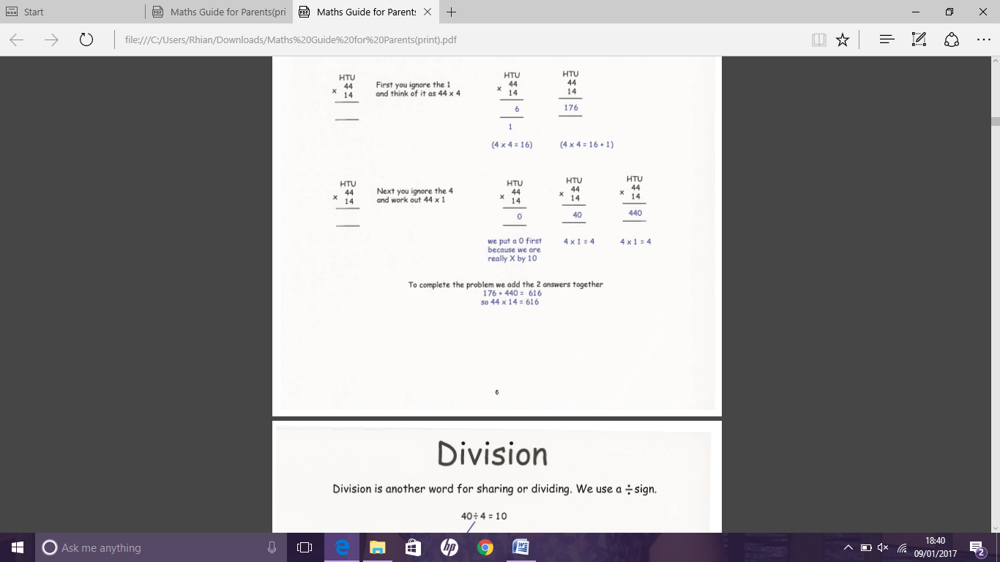 Start
Maths Guide for Parents(pri
Maths Guide for Parents
file:///C:/Users/Rhian/Downloads/Maths%20Guide%20for%20Parents(print).pdf
HTU
44
x 14
First you ignore the 1
and think of it as 44 x 4
HTU
44
x 14
6
1
(4 x 4 = 16)
HTU
44
14
176
(4 x 4 = 16 + 1)
HTU
44
x 14
Next you ignore the 4
and work out 44 x 1
HTU
44
x 14
0
we put a 0 first
because we are
really X by 10
HTU
44
x 14
40
4 x 1 = 4
HTU
44
x 14
440
4 x 1 = 4
To complete the problem we add the 2 answers together
176 + 440 = 616
so 44 x 14 = 616
6
Division
Division is another word for sharing or dividing. We use a ÷ sign.
40÷4 = 10
Ask me anything
hp
18:40
09/01/2017
2